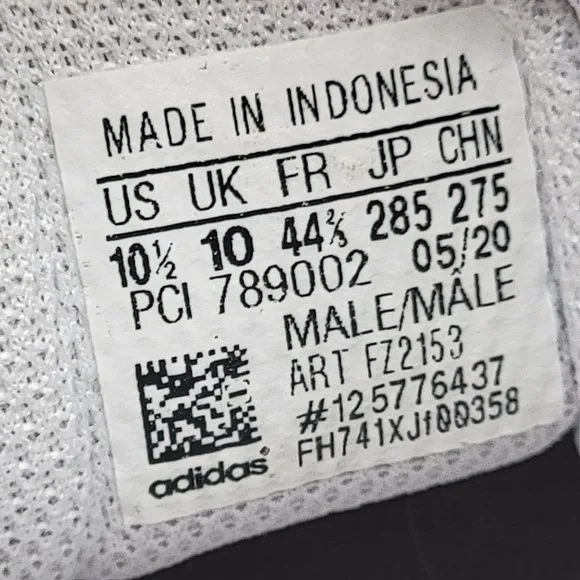 MADE IN INDONESIA
US UK FR JP CHN
10½ 10 44⅔ 285 275
PCI 789002 05/20
MALE/MÂLE
ART FZ2153
#125776437
FH741XJf00358
adidas®